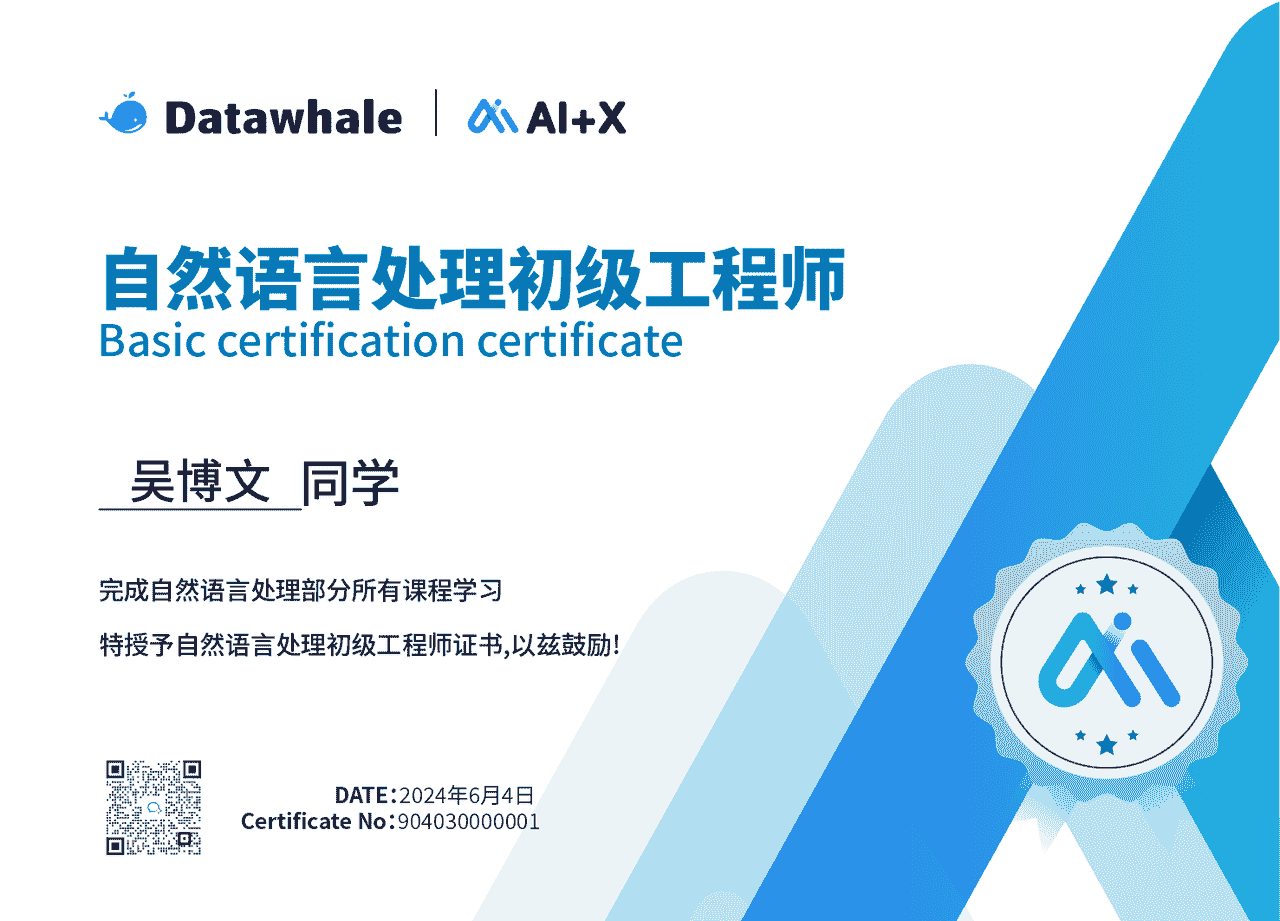 Datawhale | AI+X
自然语言处理初级工程师
Basic certification certificate
吴博文 同学
完成自然语言处理部分所有课程学习
特授予自然语言处理初级工程师证书,以兹鼓励!
DATE:2024年6月4日
Certificate No:904030000001